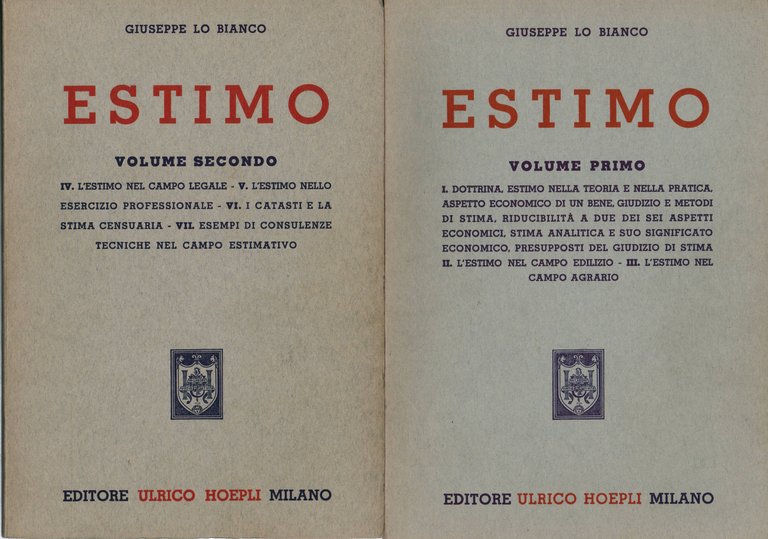 GIUSEPPE LO BIANCO
ESTIMO
VOLUME SECONDO
IV. L'ESTIMO NEL CAMPO LEGALE - V. L'ESTIMO NELLO
ESERCIZIO PROFESSIONALE - VI. I CATASTI E LA
STIMA CENSUARIA - VII. ESEMPI DI CONSULENZE
TECNICHE NEL CAMPO ESTIMATIVO
EDITORE ULRICO HOEPLI MILANO
GIUSEPPE LO BIANCO
ESTIMO
VOLUME PRIMO
I. DOTTRINA, ESTIMO NELLA TEORIA E NELLA PRATICA,
ASPETTO ECONOMICO DI UN BENE, GIUDIZIO E METODI
DI STIMA, RIDUCIBILITÀ A DUE DEI SEI ASPETTI
ECONOMICI, STIMA ANALITICA E SUO SIGNIFICATO
ECONOMICO, PRESUPPOSTI DEL GIUDIZIO DI STIMA
II. L'ESTIMO NEL CAMPO EDILIZIO - III. L'ESTIMO NEL
CAMPO AGRARIO
EDITORE ULRICO HOEPLI MILANO